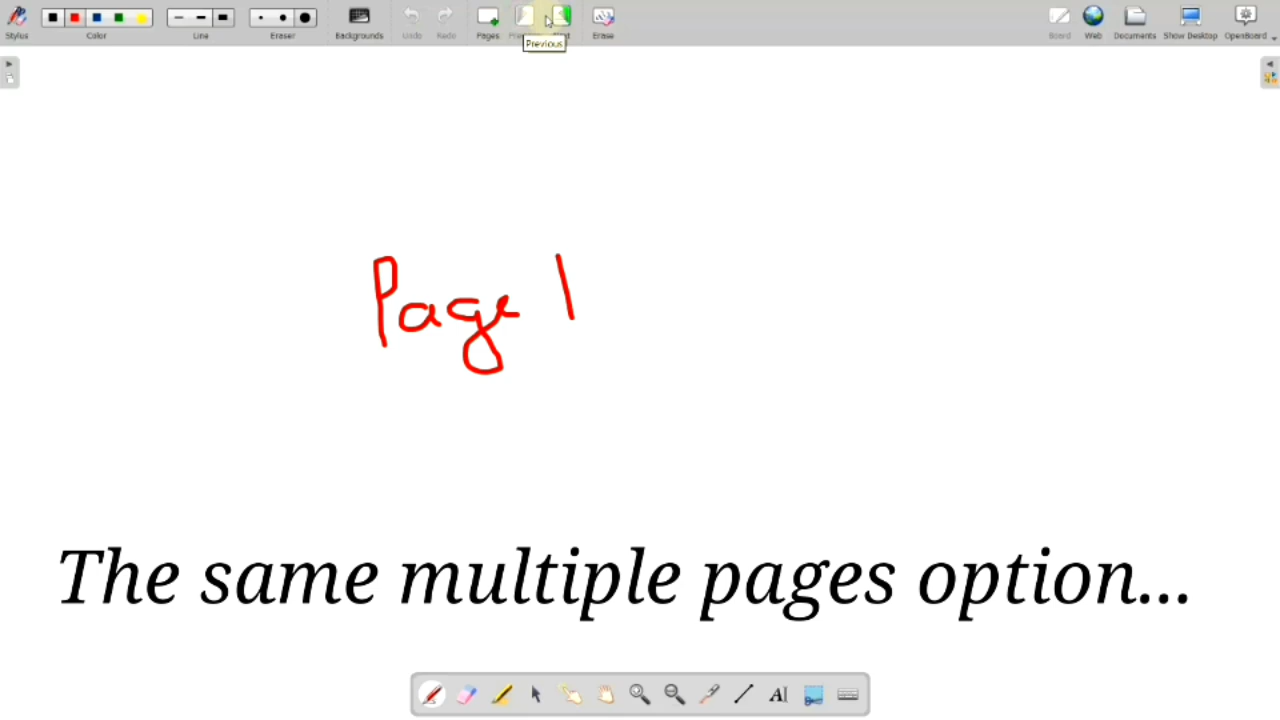 Stylus Color Line Eraser Backgrounds Undo Redo Pages Erase Board Web Documents Show Desktop OpenBoard
Previous
Page 1
The same multiple pages option...
AI